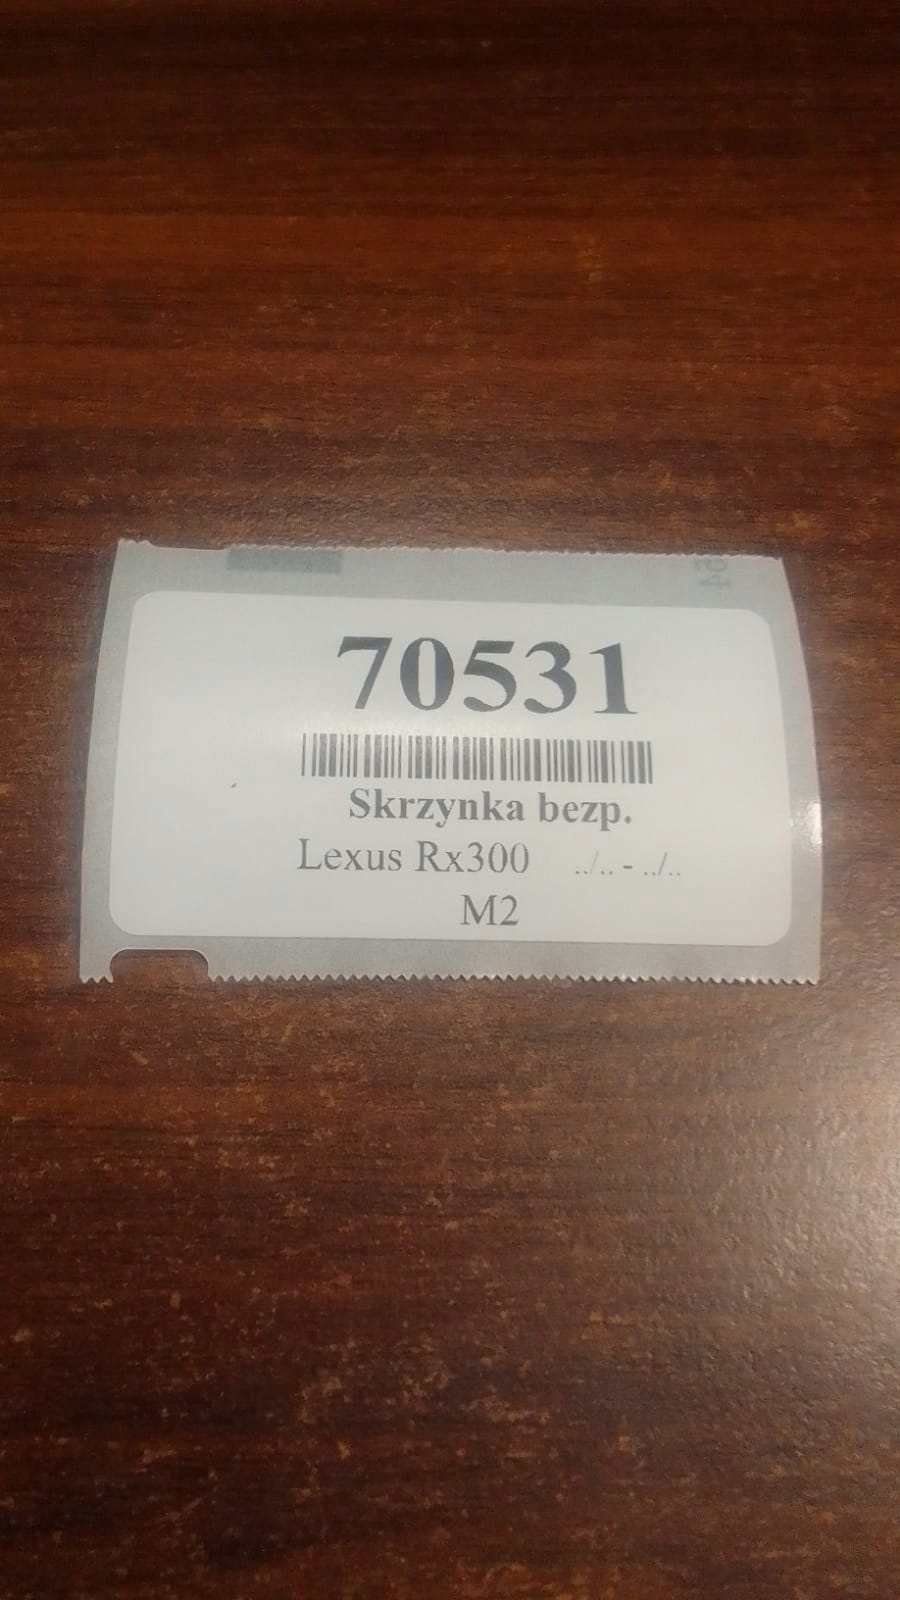 70531
Skrzynka bezp.
Lexus Rx300 ../.. - ../..
M2